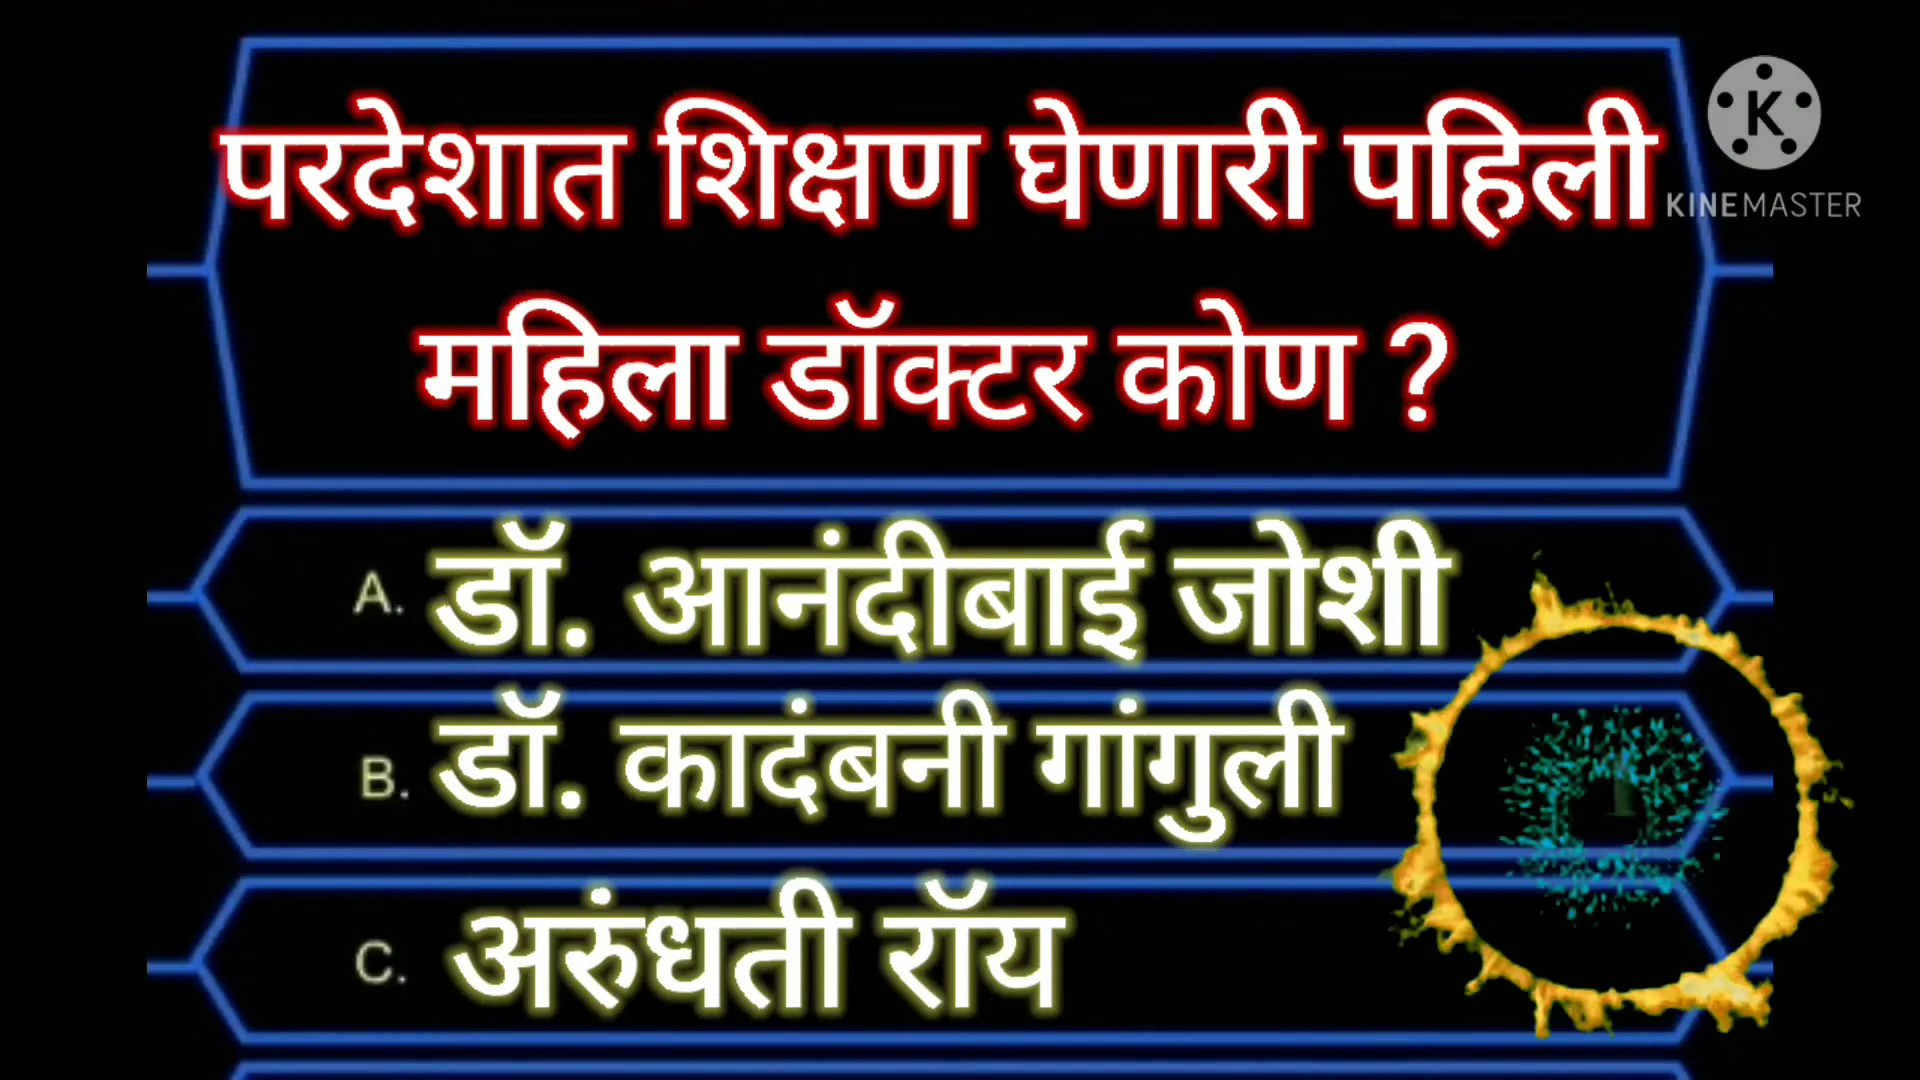 परदेशात शिक्षण घेणारी पहिली
महिला डॉक्टर कोण ?
A. डॉ. आनंदीबाई जोशी
B. डॉ. कादंबनी गांगुली
C. अरुंधती रॉय
K
KINEMASTER